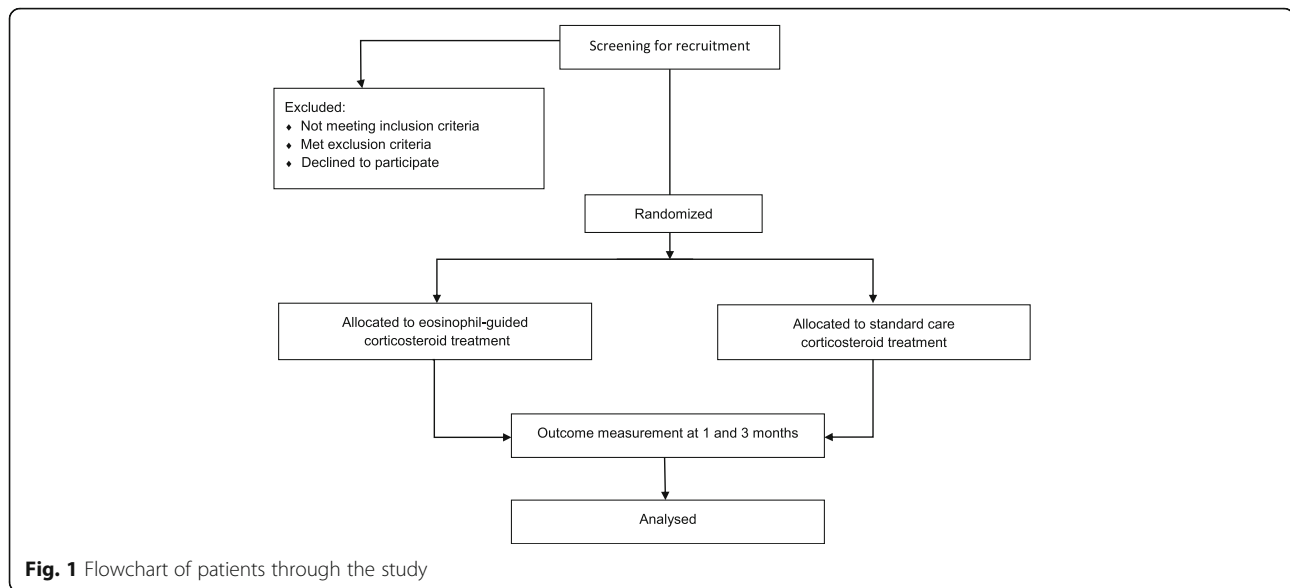 Screening for recruitment
Excluded:
♦ Not meeting inclusion criteria
♦ Met exclusion criteria
♦ Declined to participate
Randomized
Allocated to eosinophil-guided
corticosteroid treatment
Allocated to standard care
corticosteroid treatment
Outcome measurement at 1 and 3 months
Analysed
Fig. 1 Flowchart of patients through the study